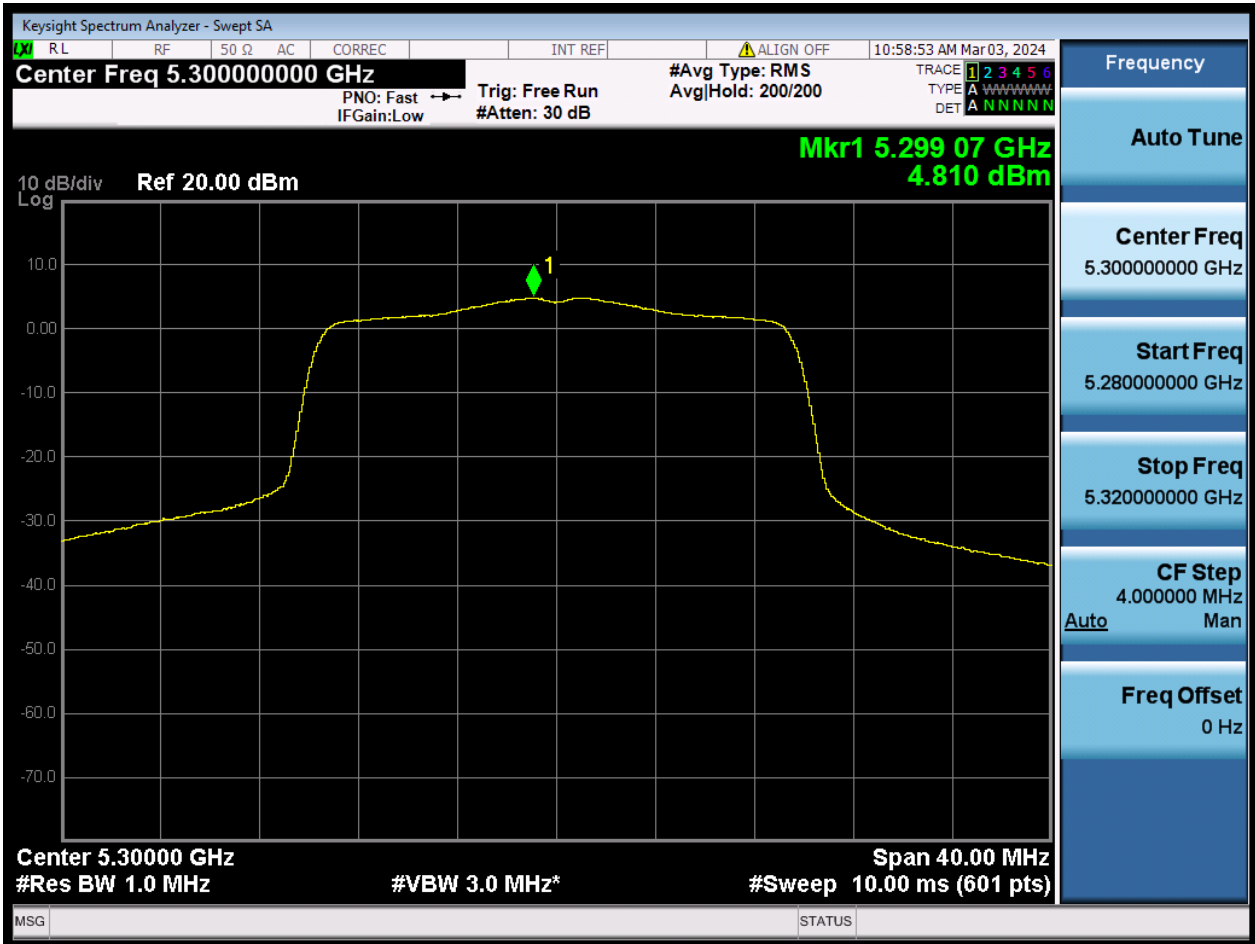 Keysight Spectrum Analyzer - Swept SA
LXI RL RF 50 Ω AC CORREC INT REF ALIGN OFF 10:58:53 AM Mar 03, 2024
Center Freq 5.300000000 GHz
PNO: Fast
IFGain:Low
Trig: Free Run
#Atten: 30 dB
#Avg Type: RMS
Avg|Hold: 200/200
TRACE 1 2 3 4 5 6
TYPE A WWWWW
DET A N N N N N
Mkr1 5.299 07 GHz
4.810 dBm
10 dB/div Ref 20.00 dBm
Log
1
10.0
0.00
-10.0
-20.0
-30.0
-40.0
-50.0
-60.0
-70.0
Center 5.30000 GHz Span 40.00 MHz
#Res BW 1.0 MHz #VBW 3.0 MHz* #Sweep 10.00 ms (601 pts)
MSG STATUS
Frequency
Auto Tune
Center Freq
5.300000000 GHz
Start Freq
5.280000000 GHz
Stop Freq
5.320000000 GHz
CF Step
4.000000 MHz
Auto Man
Freq Offset
0 Hz